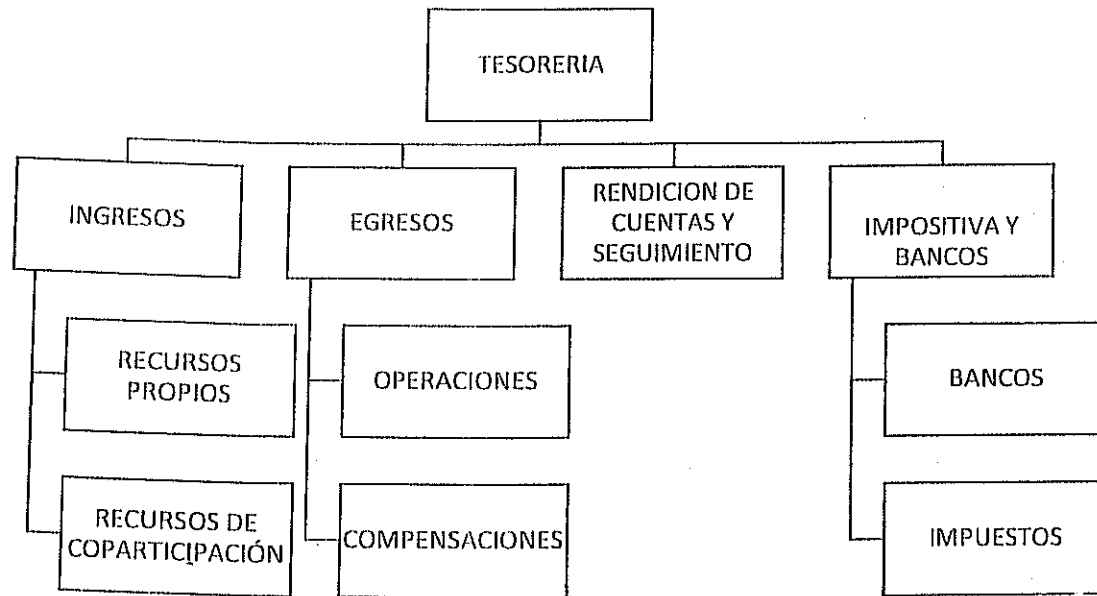 TESORERIA
INGRESOS
EGRESOS
RENDICION DE
CUENTAS Y
SEGUIMIENTO
IMPOSITIVA Y
BANCOS
RECURSOS
PROPIOS
OPERACIONES
BANCOS
RECURSOS DE
COPARTICIPACIÓN
COMPENSACIONES
IMPUESTOS